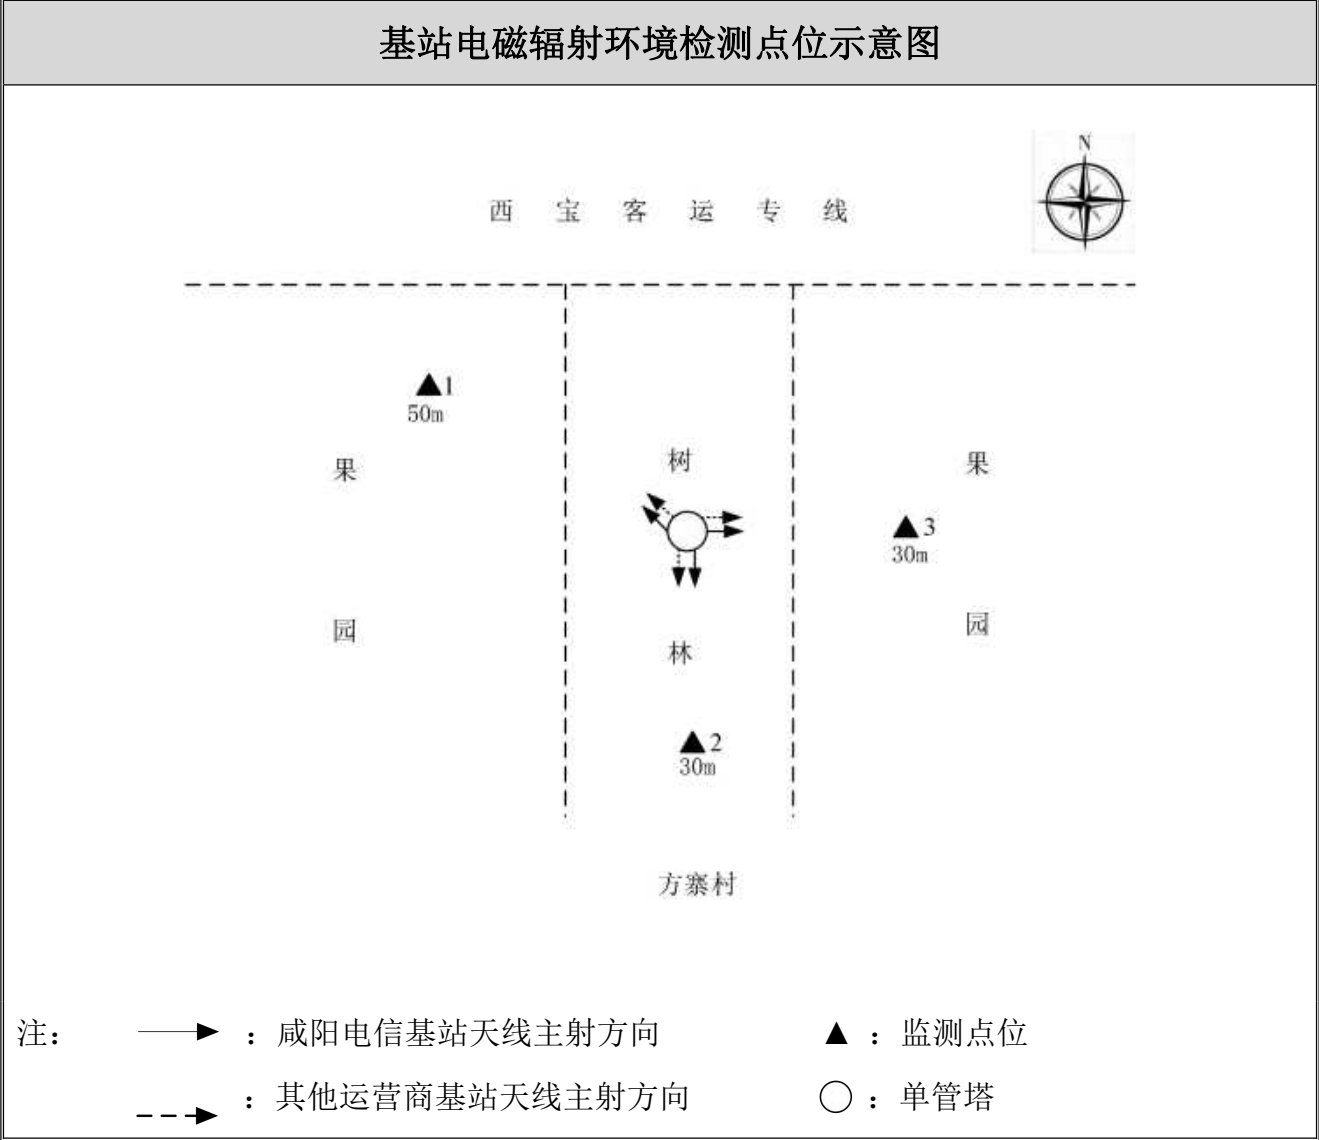 基站电磁辐射环境检测点位示意图
N
西宝客运专线
▲1
50m
果园
树林
果园
▲3
30m
▲2
30m
方寨村
注：
：咸阳电信基站天线主射方向
▲：监测点位
：其他运营商基站天线主射方向
：单管塔